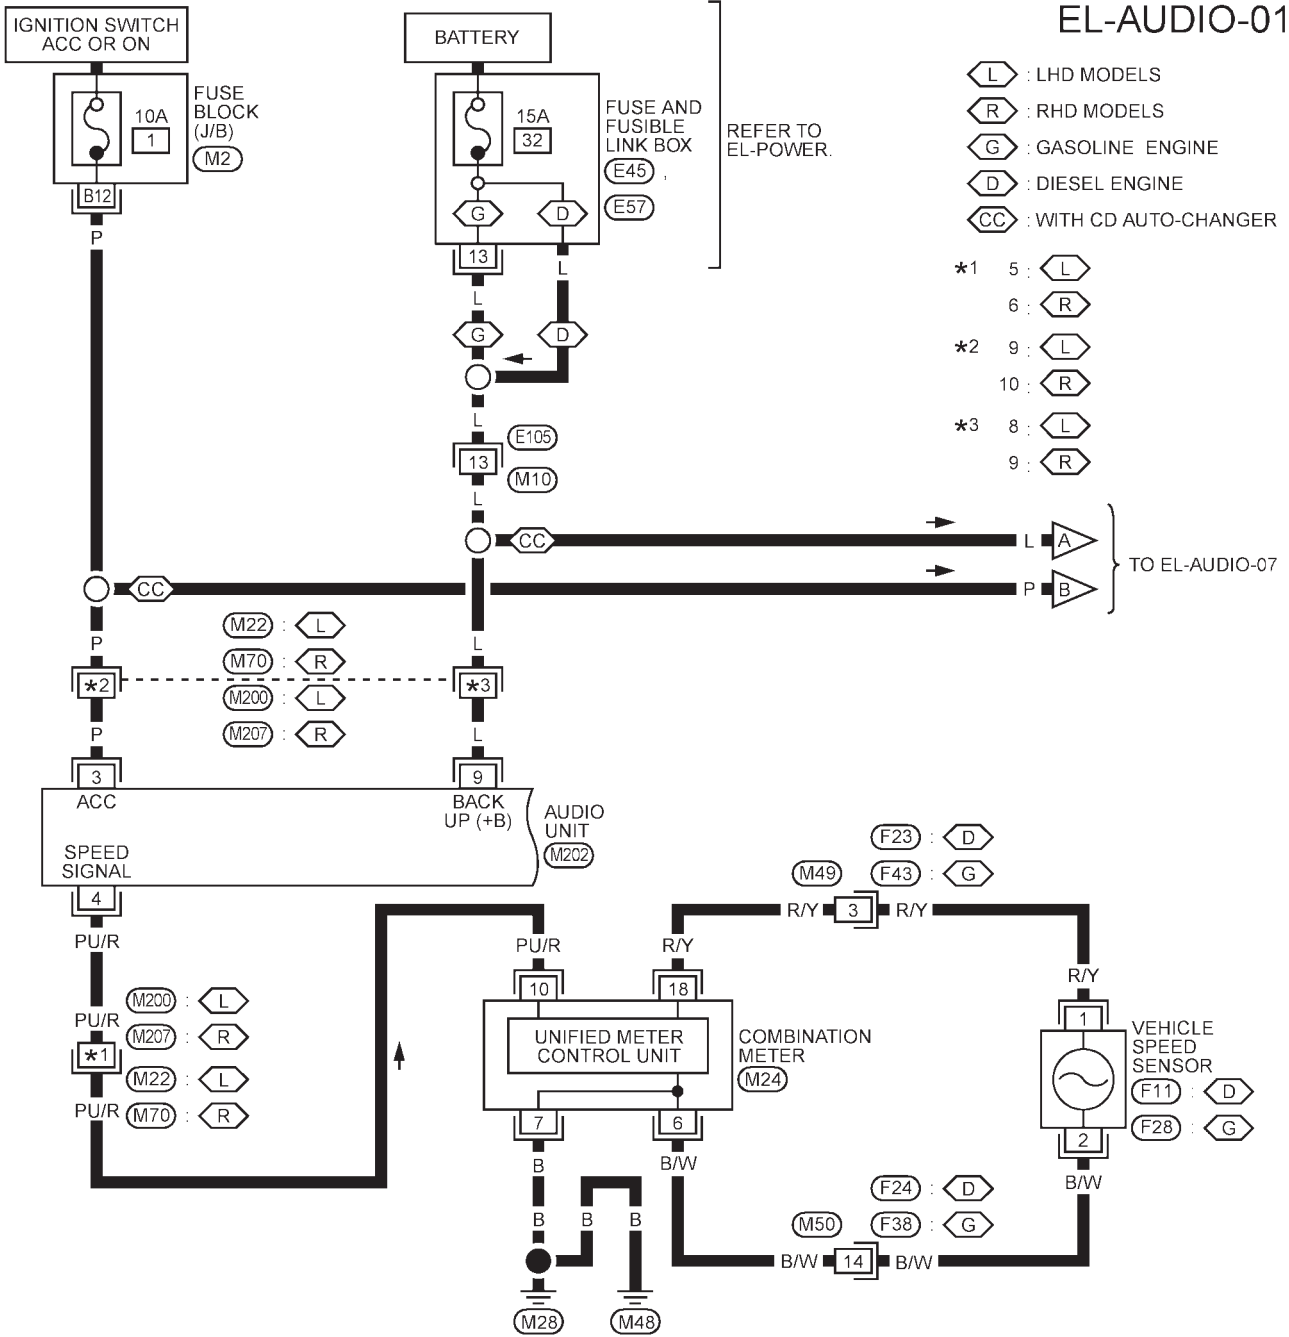 EL-AUDIO-01
IGNITION SWITCH
ACC OR ON
BATTERY
FUSE
BLOCK
(J/B)
M2
10A
1
B12
P
15A
32
FUSE AND
FUSIBLE
LINK BOX
E45 ,
E57
REFER TO
EL-POWER.
G
D
13
L
L
G
D
L
E105
13
M10
L
L : LHD MODELS
R : RHD MODELS
G : GASOLINE ENGINE
D : DIESEL ENGINE
CC : WITH CD AUTO-CHANGER
*1 5 : L
6 : R
*2 9 : L
10 : R
*3 8 : L
9 : R
CC
L
A
CC
P
B
TO EL-AUDIO-07
M22 : L
M70 : R
M200 : L
M207 : R
P
L
*2
*3
P
L
3
9
ACC
BACK
UP (+B)
SPEED
SIGNAL
AUDIO
UNIT
M202
4
PU/R
PU/R
M200 : L
M207 : R
*1
M22 : L
M70 : R
PU/R
PU/R
R/Y
10
18
UNIFIED METER
CONTROL UNIT
COMBINATION
METER
M24
7
6
B
B/W
B
B
B
M28
M48
F23 : D
M49
F43 : G
R/Y
3
R/Y
R/Y
1
VEHICLE
SPEED
SENSOR
F11 : D
F28 : G
2
B/W
F24 : D
M50
F38 : G
B/W
14
B/W